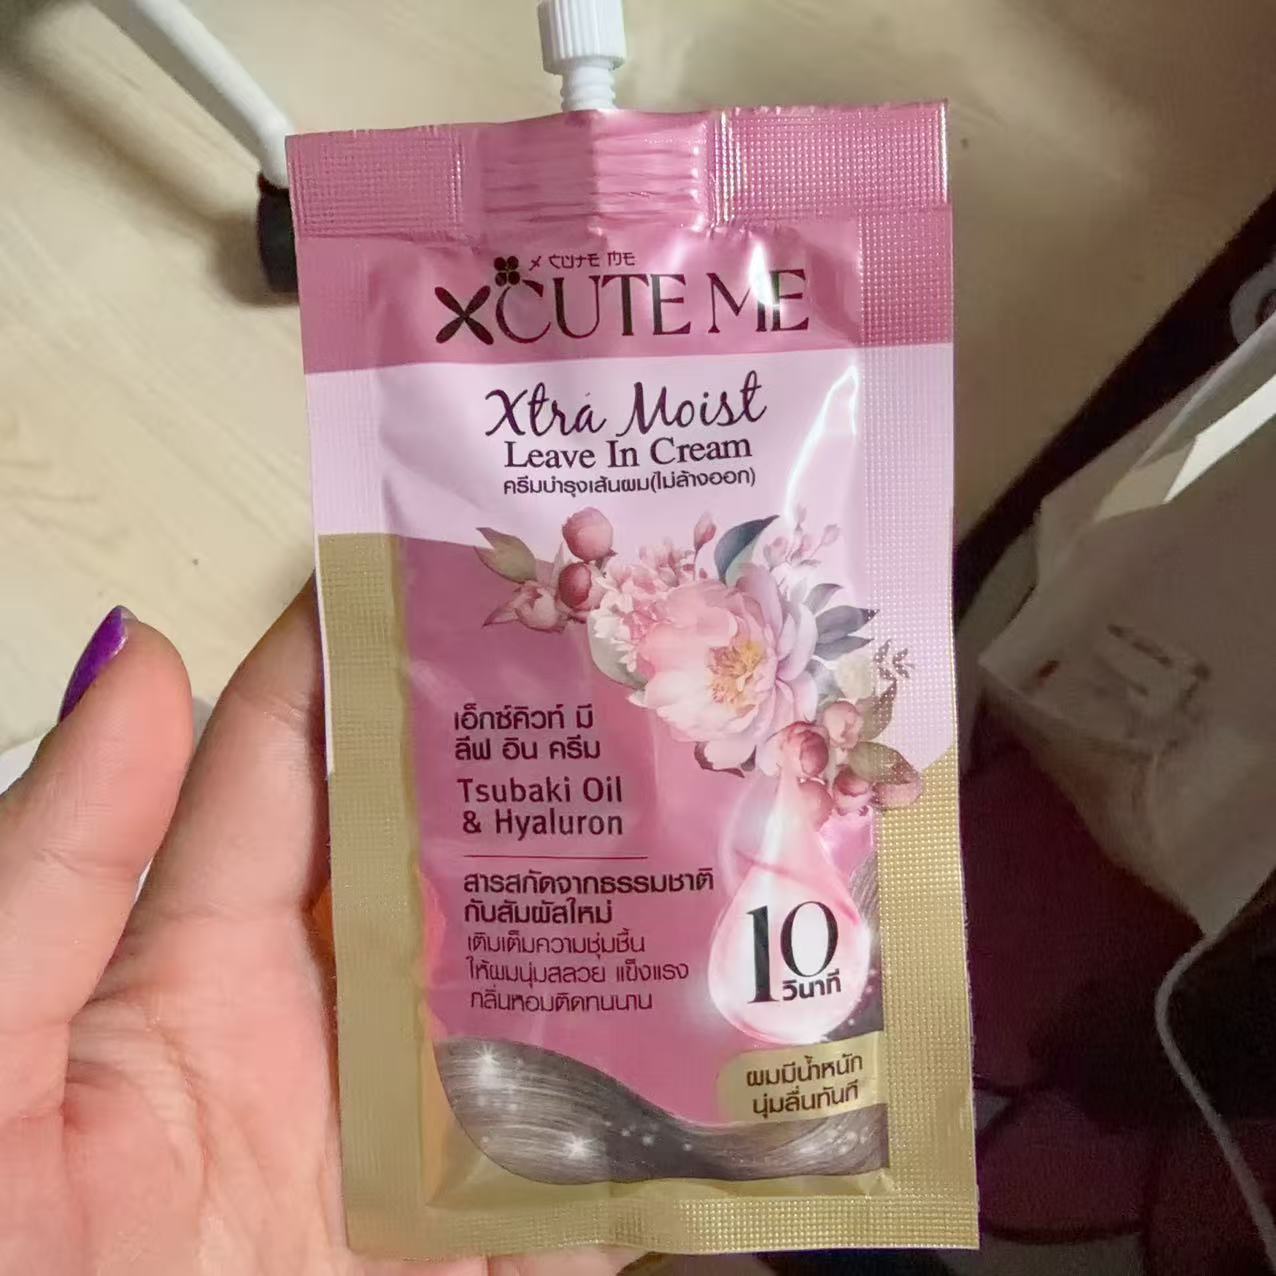 X CUTE ME
XCUTE ME
Xtra Moist
Leave In Cream
ครีมบำรุงเส้นผม(ไม่ล้างออก)
เอ็กซ์คิวท์ มี
ลีฟ อิน ครีม
Tsubaki Oil
& Hyaluron
สารสกัดจากธรรมชาติ
กับสัมผัสใหม่
เติมเต็มความชุ่มชื้น
ให้ผมนุ่มสลวย แข็งแรง
กลิ่นหอมติดทนนาน
10
วินาที
ผมมีน้ำหนัก
นุ่มลื่นทันที